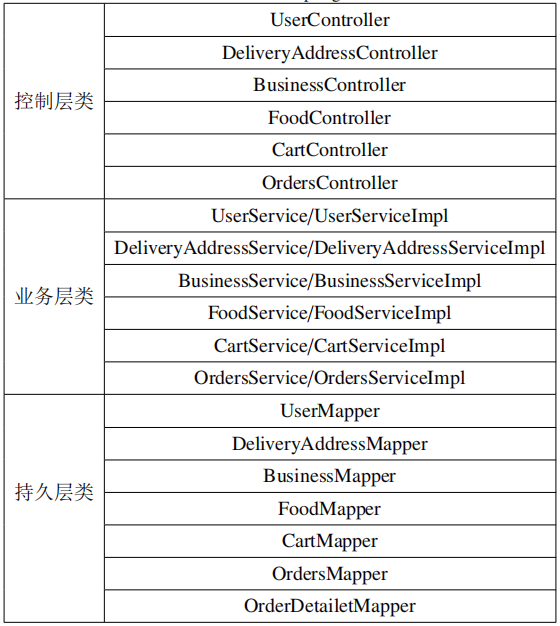 控制层类
UserController
DeliveryAddressController
BusinessController
FoodController
CartController
OrdersController
业务层类
UserService/UserServiceImpl
DeliveryAddressService/DeliveryAddressServiceImpl
BusinessService/BusinessServiceImpl
FoodService/FoodServiceImpl
CartService/CartServiceImpl
OrdersService/OrdersServiceImpl
持久层类
UserMapper
DeliveryAddressMapper
BusinessMapper
FoodMapper
CartMapper
OrdersMapper
OrderDetailetMapper